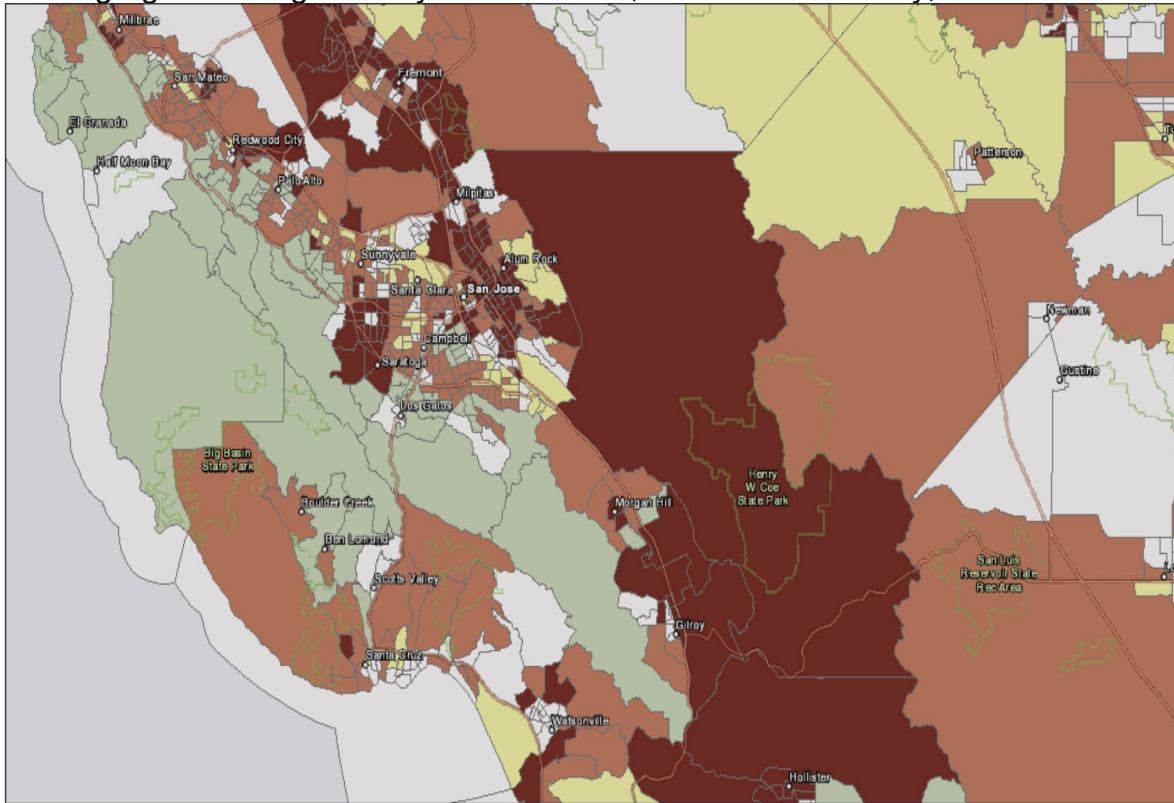 Millbrae
San Mateo
Fremont
El Granada
Redwood City
Half Moon Bay
Palo Alto
Milpitas
Patterson
Sunnyvale
Alum Rock
Santa Clara
San Jose
Newman
Campbell
Saratoga
Gustine
Los Gatos
Big Basin
State Park
Henry
W Coe
State Park
Boulder Creek
Morgan Hill
Ben Lomond
San Luis
Reservoir State
Rec Area
Scotts Valley
Gilroy
Santa Cruz
Watsonville
Hollister